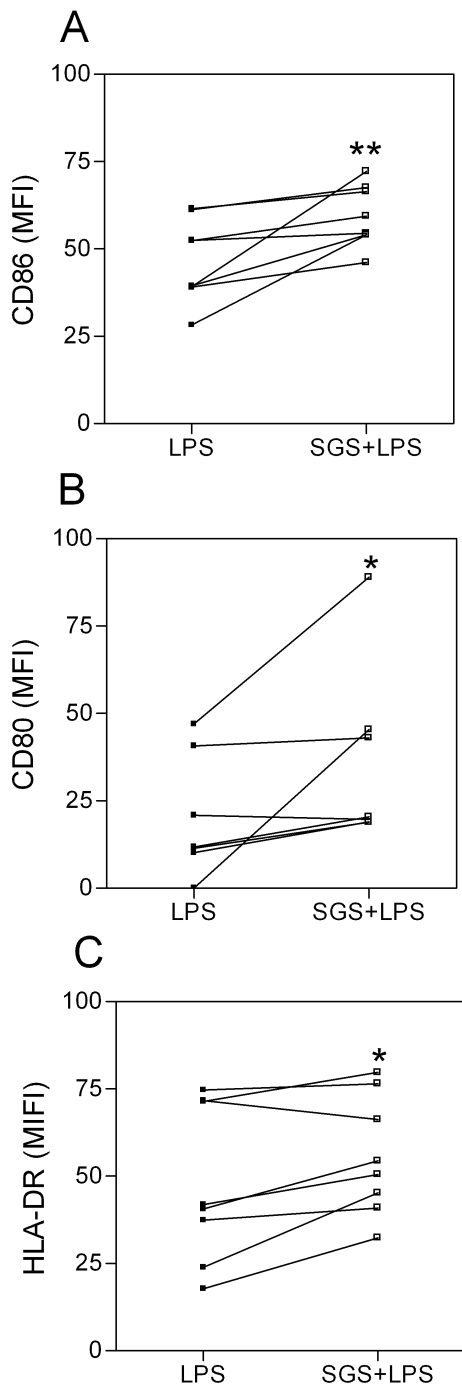 A
100
**
75
CD86 (MFI)
50
25
0
LPS SGS+LPS
B
100
*
75
CD80 (MFI)
50
25
0
LPS SGS+LPS
C
100
*
75
HLA-DR (MIFI)
50
25
0
LPS SGS+LPS